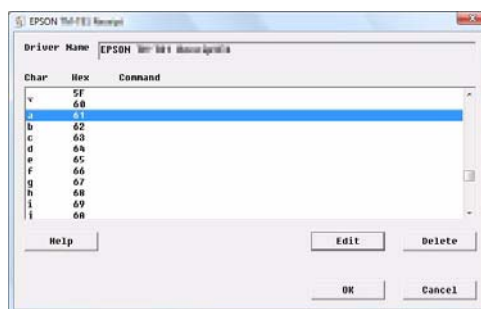 EPSON
Driver Name EPSON
Char Hex Command
5F
` 60
a 61
b 62
c 63
d 64
e 65
f 66
g 67
h 68
i 69
j 6A
Help Edit Delete
OK Cancel